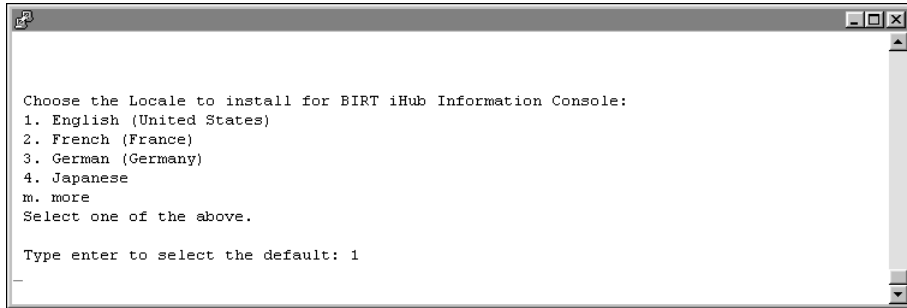 Choose the Locale to install for BIRT iHub Information Console:
1. English (United States)
2. French (France)
3. German (Germany)
4. Japanese
m. more
Select one of the above.
Type enter to select the default: 1